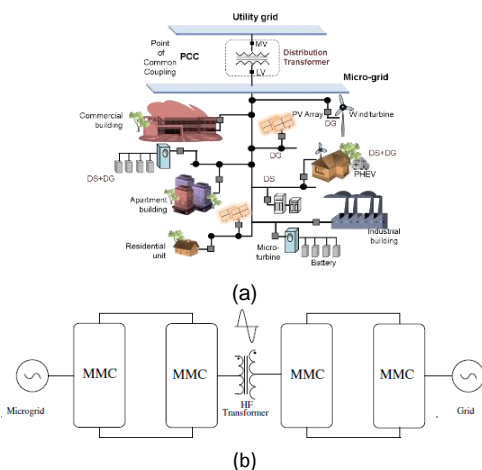 Utility grid
Point of Common Coupling
PCC
MV
LV
Distribution Transformer
Micro-grid
Commercial building
PV Array
DG
Wind turbine
DG
DS+DG
DS+DG
PHEV
DS
Apartment building
Residential unit
Micro-turbine
Battery
Industrial building
(a)
MMC
MMC
MMC
MMC
HF
Transformer
Microgrid
Grid
(b)